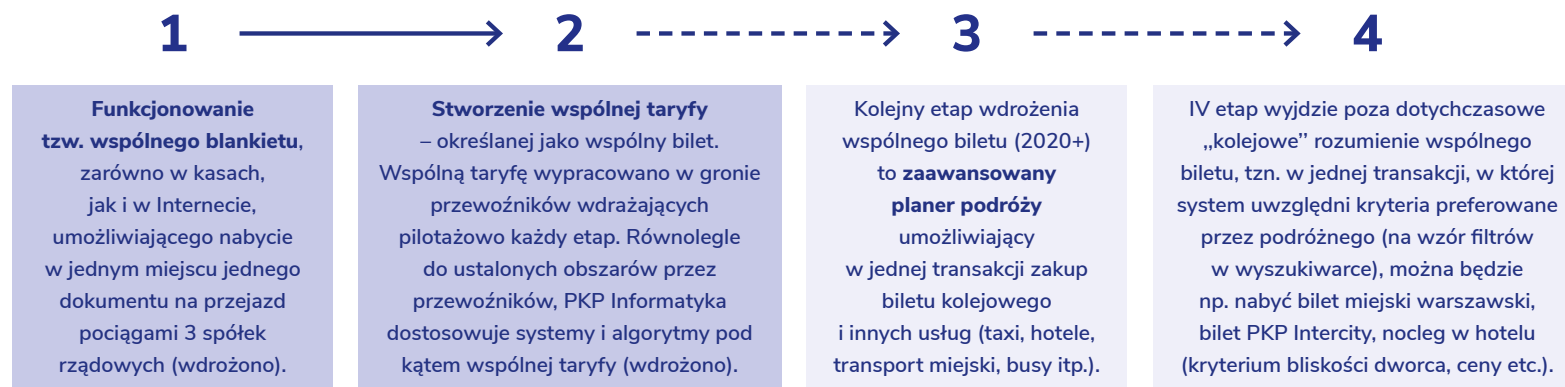 1
2
3
4
Funkcjonowanie
tzw. wspólnego blankietu,
zarówno w kasach,
jak i w Internecie,
umożliwiającego nabycie
w jednym miejscu jednego
dokumentu na przejazd
pociągami 3 spółek
rządowych (wdrożono).
Stworzenie wspólnej taryfy
– określanej jako wspólny bilet.
Wspólną taryfę wypracowano w gronie
przewoźników wdrażających
pilotażowo każdy etap. Równolegle
do ustalonych obszarów przez
przewoźników, PKP Informatyka
dostosowuje systemy i algorytmy pod
kątem wspólnej taryfy (wdrożono).
Kolejny etap wdrożenia
wspólnego biletu (2020+)
to zaawansowany
planer podróży
umożliwiający
w jednej transakcji zakup
biletu kolejowego
i innych usług (taxi, hotele,
transport miejski, busy itp.).
IV etap wyjdzie poza dotychczasowe
,,kolejowe’’ rozumienie wspólnego
biletu, tzn. w jednej transakcji, w której
system uwzględni kryteria preferowane
przez podróżnego (na wzór filtrów
w wyszukiwarce), można będzie
np. nabyć bilet miejski warszawski,
bilet PKP Intercity, nocleg w hotelu
(kryterium bliskości dworca, ceny etc.).